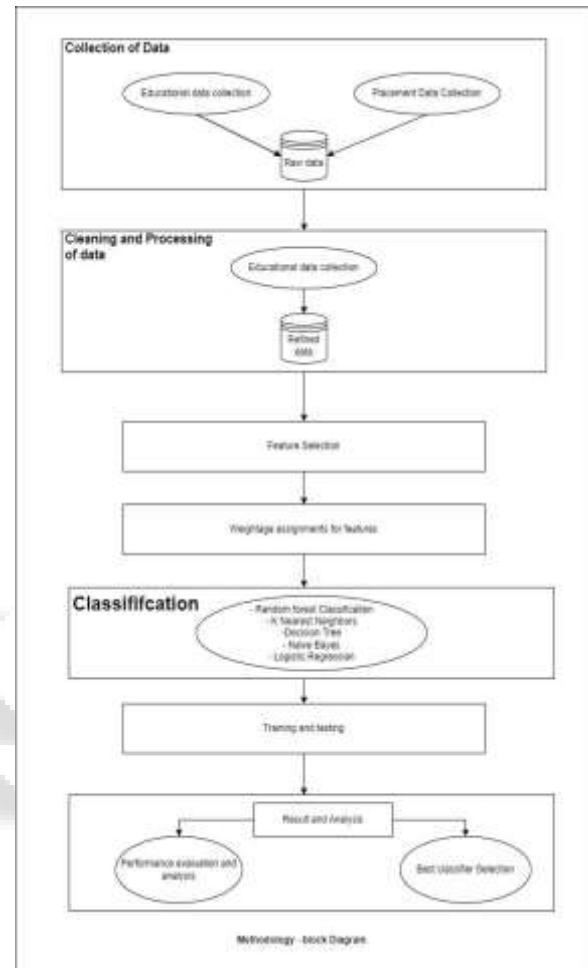 Collection of Data
Educational data collection
Placement Data Collection
Raw data
Cleaning and Processing
of data
Educational data collection
Refined
data
Feature Selection
Weightage assignments for features
Classififcation
- Random forest Classification
- K Nearest Neighbors
-Decision Tree
- Naive Bayes
- Logistic Regression
Training and testing
Result and Analysis
Performance evaluation and
analysis
Best classifier Selection
Methodology - block Diagram